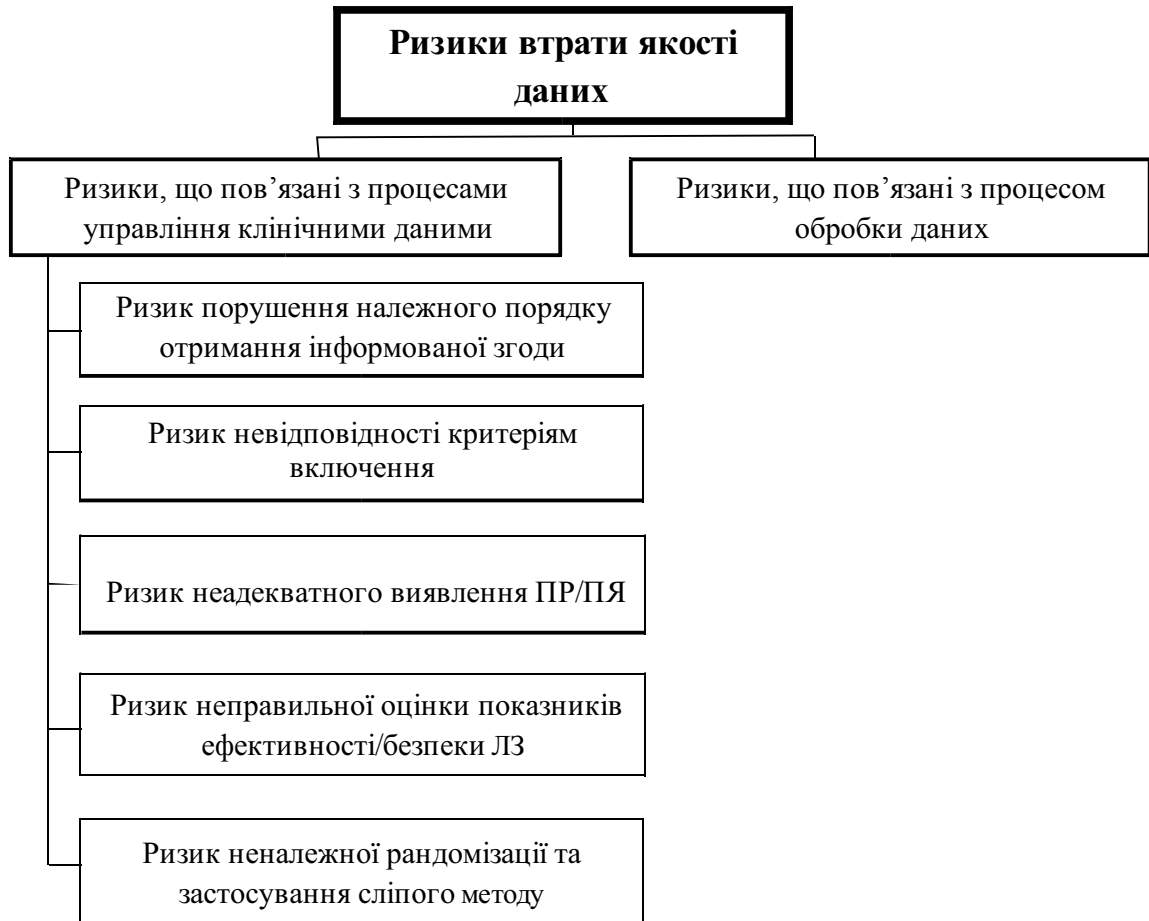 Ризики втрати якості
даних
Ризики, що пов’язані з процесами
управління клінічними даними
Ризики, що пов’язані з процесом
обробки даних
Ризик порушення належного порядку
отримання інформованої згоди
Ризик невідповідності критеріям
включення
Ризик неадекватного виявлення ПР/ПЯ
Ризик неправильної оцінки показників
ефективності/безпеки ЛЗ
Ризик неналежної рандомізації та
застосування сліпого методу